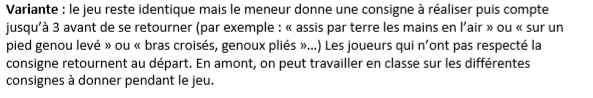 Variante : le jeu reste identique mais le meneur donne une consigne à réaliser puis compte
jusqu’à 3 avant de se retourner (par exemple : « assis par terre les mains en l’air » ou « sur un
pied genou levé » ou « bras croisés, genoux pliés »…) Les joueurs qui n’ont pas respecté la
consigne retournent au départ. En amont, on peut travailler en classe sur les différentes
consignes à donner pendant le jeu.